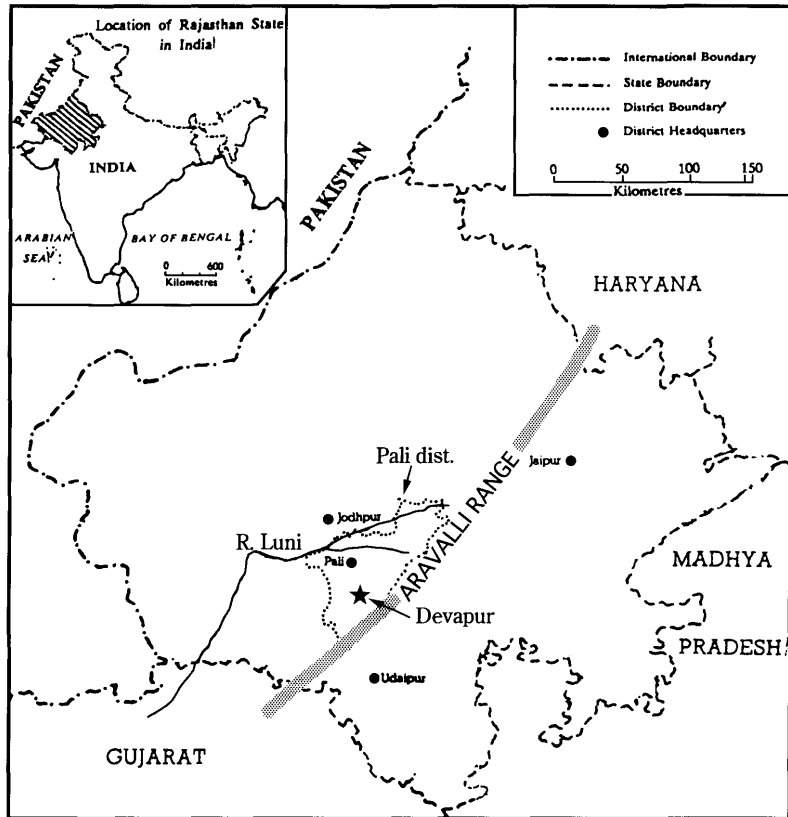 Location of Rajasthan State
in India
PAKISTAN
INDIA
ARABIAN
SEA
BAY OF BENGAL
0 600
Kilometres
International Boundary
State Boundary
District Boundary
District Headquarters
0 50 100 150
Kilometres
PAKISTAN
HARYANA
Pali dist.
Jaipur
ARAVALLI RANGE
Jodhpur
R. Luni
Pali
MADHYA
PRADESH
Devapur
Udaipur
GUJARAT